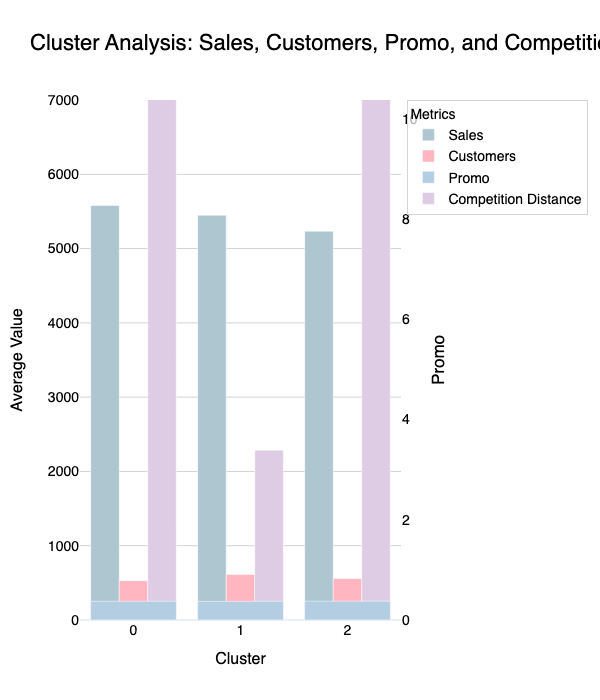 Cluster Analysis: Sales, Customers, Promo, and
7000
6000
5000
4000
3000
2000
1000
0
Average Value
0
1
2
Cluster
10
8
6
4
2
0
Promo
Metrics
Sales
Customers
Promo
Competition Distance